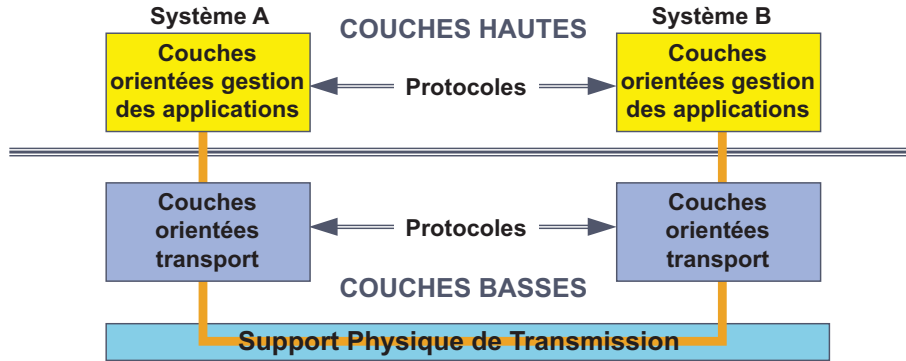 Système A
COUCHES HAUTES
Système B
Couches
orientées gestion
des applications
Protocoles
Couches
orientées gestion
des applications
Couches
orientées
transport
Protocoles
Couches
orientées
transport
COUCHES BASSES
Support Physique de Transmission